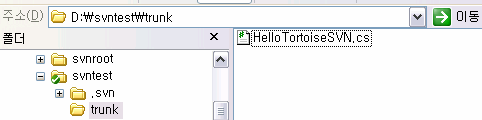 주소(D) D:₩svntest₩trunk 이동
폴더
svnroot
svntest
.svn
trunk
HelloTortoiseSVN.cs